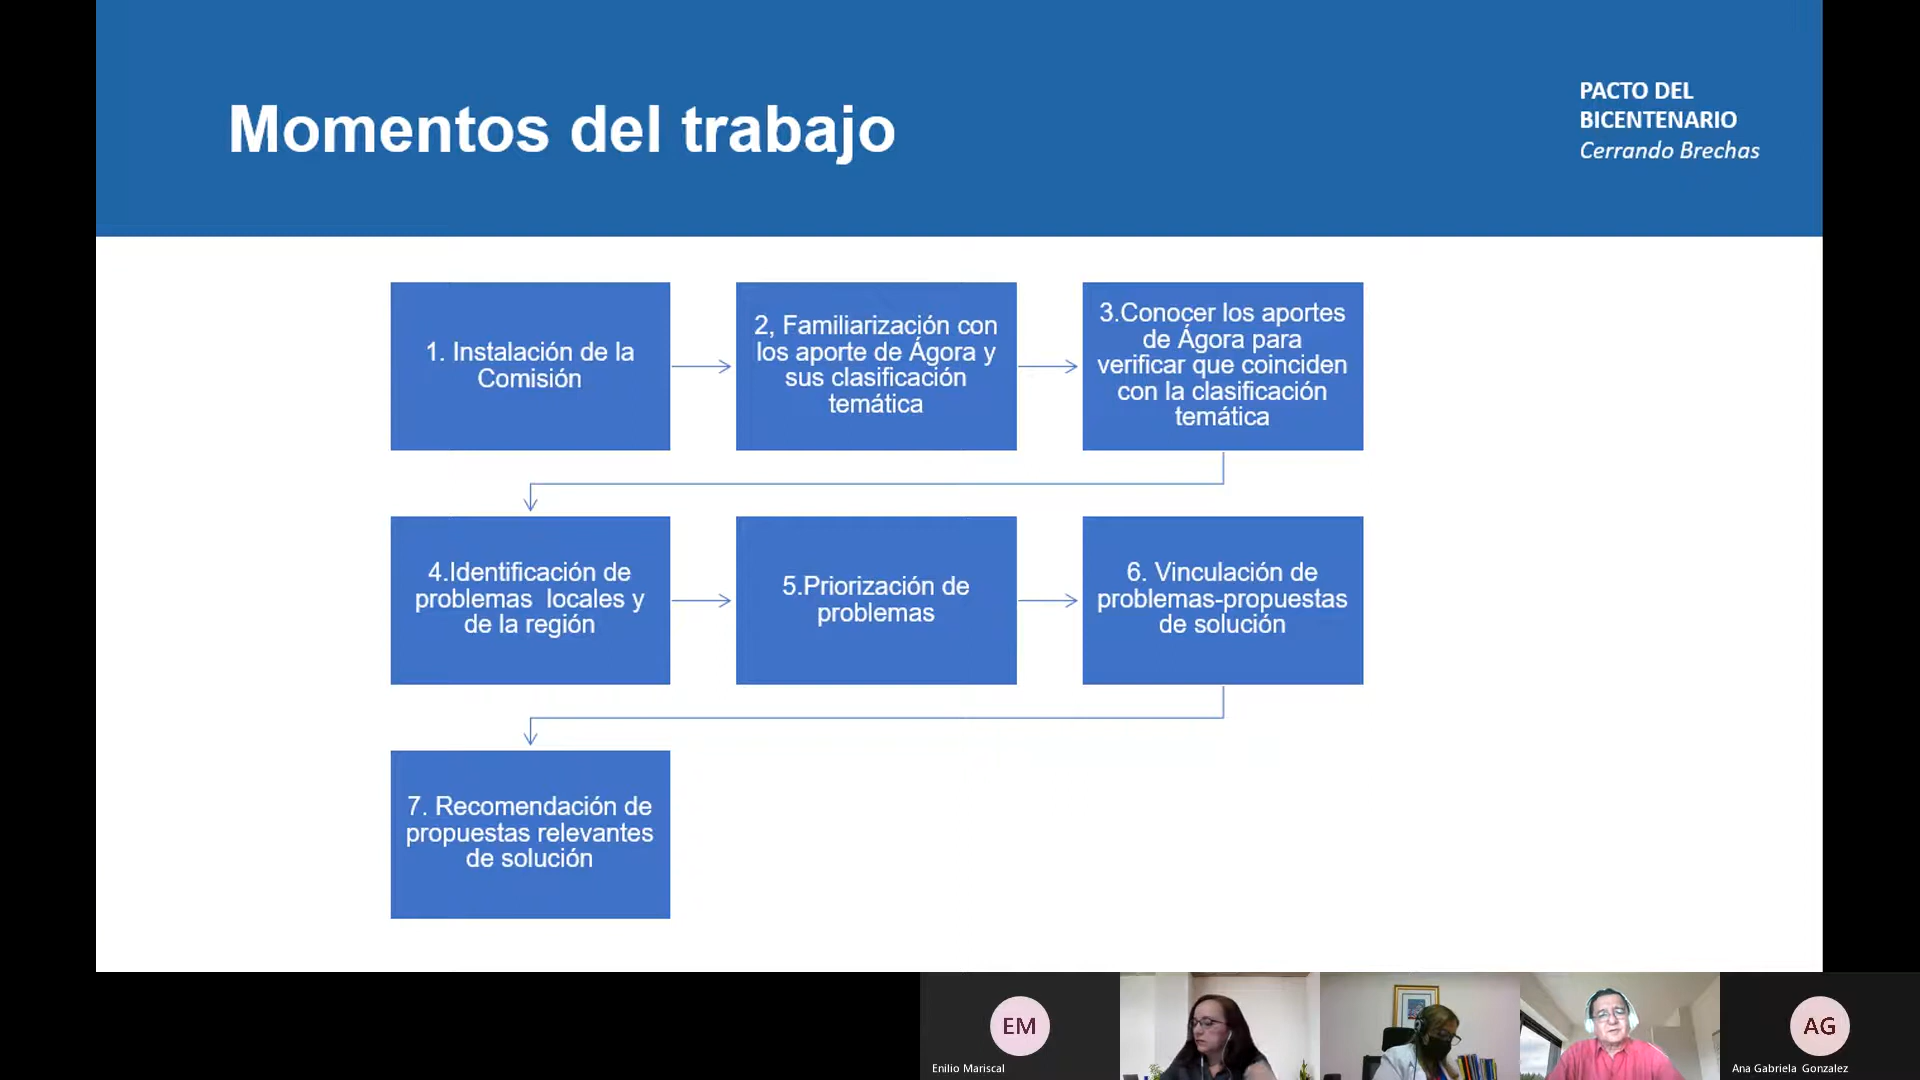 Momentos del trabajo
PACTO DEL
BICENTENARIO
Cerrando Brechas
1. Instalación de la
Comisión
2, Familiarización con
los aporte de Ágora y
sus clasificación
temática
3.Conocer los aportes
de Ágora para
verificar que coinciden
con la clasificación
temática
4.Identificación de
problemas locales y
de la región
5.Priorización de
problemas
6. Vinculación de
problemas-propuestas
de solución
7. Recomendación de
propuestas relevantes
de solución
EM
Enilio Mariscal
AG
Ana Gabriela Gonzalez